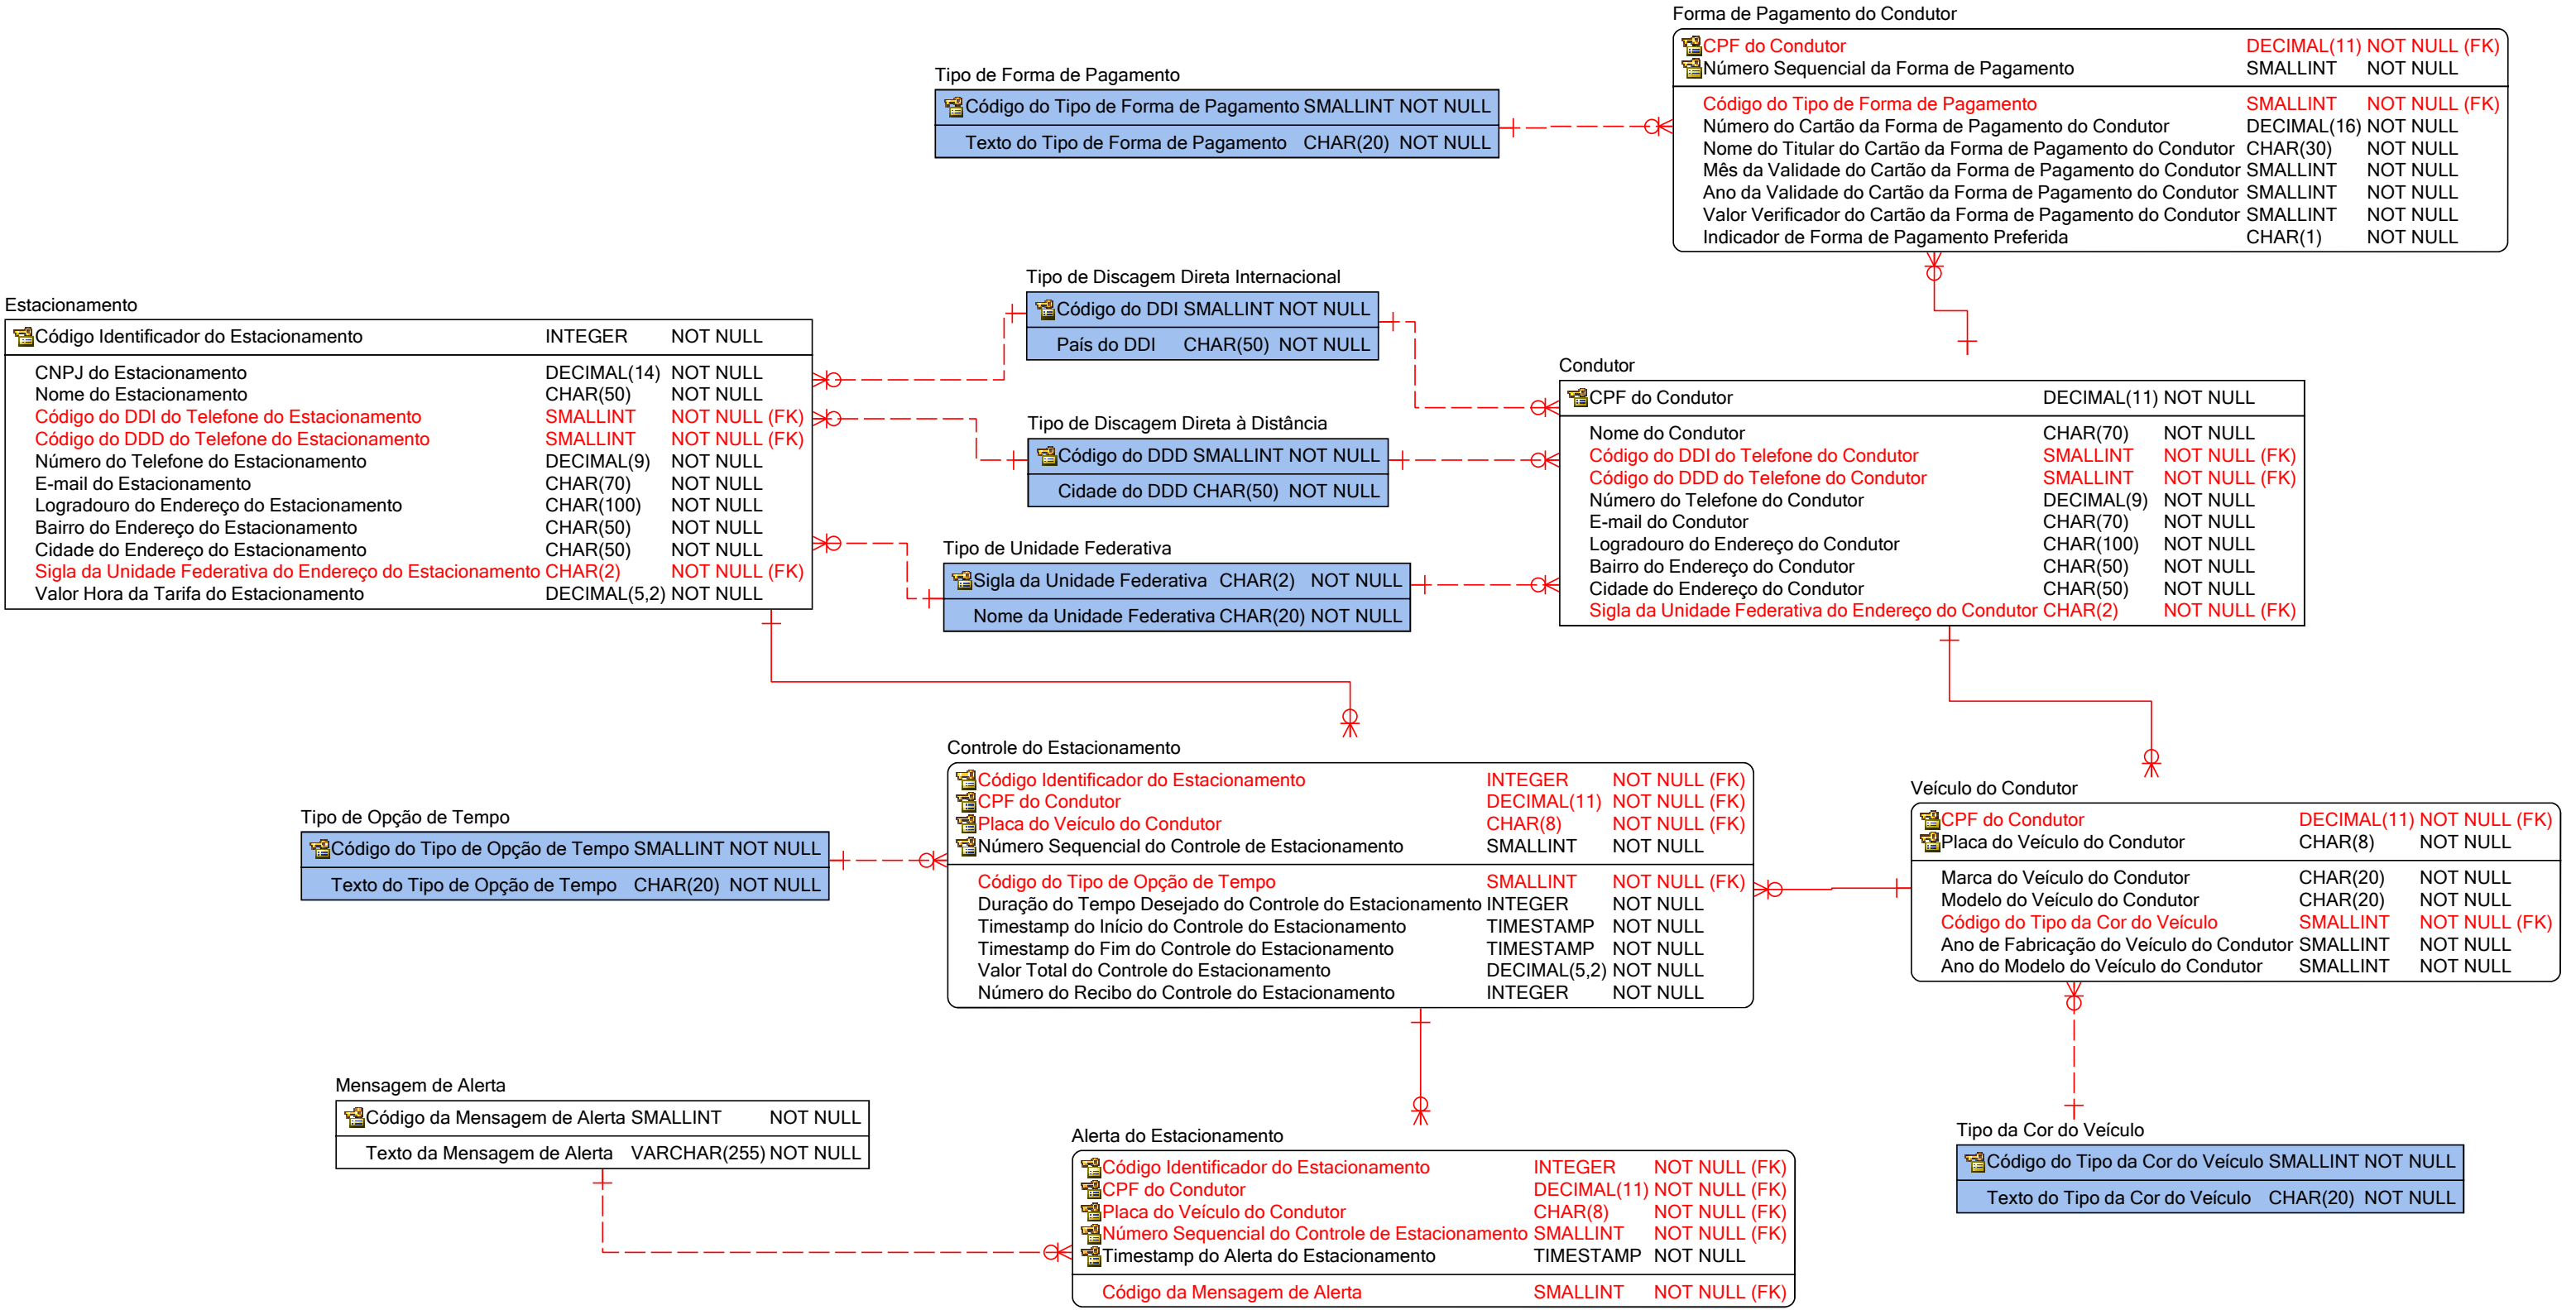 Forma de Pagamento do Condutor
CPF do Condutor DECIMAL(11) NOT NULL (FK)
Número Sequencial da Forma de Pagamento SMALLINT NOT NULL
Código do Tipo de Forma de Pagamento SMALLINT NOT NULL (FK)
Número do Cartão da Forma de Pagamento do Condutor DECIMAL(16) NOT NULL
Nome do Titular do Cartão da Forma de Pagamento do Condutor CHAR(30) NOT NULL
Mês da Validade do Cartão da Forma de Pagamento do Condutor SMALLINT NOT NULL
Ano da Validade do Cartão da Forma de Pagamento do Condutor SMALLINT NOT NULL
Valor Verificador do Cartão da Forma de Pagamento do Condutor SMALLINT NOT NULL
Indicador de Forma de Pagamento Preferida CHAR(1) NOT NULL
Tipo de Forma de Pagamento
Código do Tipo de Forma de Pagamento SMALLINT NOT NULL
Texto do Tipo de Forma de Pagamento CHAR(20) NOT NULL
Tipo de Discagem Direta Internacional
Código do DDI SMALLINT NOT NULL
País do DDI CHAR(50) NOT NULL
Estacionamento
Código Identificador do Estacionamento INTEGER NOT NULL
CNPJ do Estacionamento DECIMAL(14) NOT NULL
Nome do Estacionamento CHAR(50) NOT NULL
Código do DDI do Telefone do Estacionamento SMALLINT NOT NULL (FK)
Código do DDD do Telefone do Estacionamento SMALLINT NOT NULL (FK)
Número do Telefone do Estacionamento DECIMAL(9) NOT NULL
E-mail do Estacionamento CHAR(70) NOT NULL
Logradouro do Endereço do Estacionamento CHAR(100) NOT NULL
Bairro do Endereço do Estacionamento CHAR(50) NOT NULL
Cidade do Endereço do Estacionamento CHAR(50) NOT NULL
Sigla da Unidade Federativa do Endereço do Estacionamento CHAR(2) NOT NULL (FK)
Valor Hora da Tarifa do Estacionamento DECIMAL(5,2) NOT NULL
Tipo de Discagem Direta à Distância
Código do DDD SMALLINT NOT NULL
Cidade do DDD CHAR(50) NOT NULL
Tipo de Unidade Federativa
Sigla da Unidade Federativa CHAR(2) NOT NULL
Nome da Unidade Federativa CHAR(20) NOT NULL
Condutor
CPF do Condutor DECIMAL(11) NOT NULL
Nome do Condutor CHAR(70) NOT NULL
Código do DDI do Telefone do Condutor SMALLINT NOT NULL (FK)
Código do DDD do Telefone do Condutor SMALLINT NOT NULL (FK)
Número do Telefone do Condutor DECIMAL(9) NOT NULL
E-mail do Condutor CHAR(70) NOT NULL
Logradouro do Endereço do Condutor CHAR(100) NOT NULL
Bairro do Endereço do Condutor CHAR(50) NOT NULL
Cidade do Endereço do Condutor CHAR(50) NOT NULL
Sigla da Unidade Federativa do Endereço do Condutor CHAR(2) NOT NULL (FK)
Controle do Estacionamento
Código Identificador do Estacionamento INTEGER NOT NULL (FK)
CPF do Condutor DECIMAL(11) NOT NULL (FK)
Placa do Veículo do Condutor CHAR(8) NOT NULL (FK)
Número Sequencial do Controle de Estacionamento SMALLINT NOT NULL
Código do Tipo de Opção de Tempo SMALLINT NOT NULL (FK)
Duração do Tempo Desejado do Controle do Estacionamento INTEGER NOT NULL
Timestamp do Início do Controle do Estacionamento TIMESTAMP NOT NULL
Timestamp do Fim do Controle do Estacionamento TIMESTAMP NOT NULL
Valor Total do Controle do Estacionamento DECIMAL(5,2) NOT NULL
Número do Recibo do Controle do Estacionamento INTEGER NOT NULL
Tipo de Opção de Tempo
Código do Tipo de Opção de Tempo SMALLINT NOT NULL
Texto do Tipo de Opção de Tempo CHAR(20) NOT NULL
Veículo do Condutor
CPF do Condutor DECIMAL(11) NOT NULL (FK)
Placa do Veículo do Condutor CHAR(8) NOT NULL
Marca do Veículo do Condutor CHAR(20) NOT NULL
Modelo do Veículo do Condutor CHAR(20) NOT NULL
Código do Tipo da Cor do Veículo SMALLINT NOT NULL (FK)
Ano de Fabricação do Veículo do Condutor SMALLINT NOT NULL
Ano do Modelo do Veículo do Condutor SMALLINT NOT NULL
Mensagem de Alerta
Código da Mensagem de Alerta SMALLINT NOT NULL
Texto da Mensagem de Alerta VARCHAR(255) NOT NULL
Alerta do Estacionamento
Código Identificador do Estacionamento INTEGER NOT NULL (FK)
CPF do Condutor DECIMAL(11) NOT NULL (FK)
Placa do Veículo do Condutor CHAR(8) NOT NULL (FK)
Número Sequencial do Controle de Estacionamento SMALLINT NOT NULL (FK)
Timestamp do Alerta do Estacionamento TIMESTAMP NOT NULL
Código da Mensagem de Alerta SMALLINT NOT NULL (FK)
Tipo da Cor do Veículo
Código do Tipo da Cor do Veículo SMALLINT NOT NULL
Texto do Tipo da Cor do Veículo CHAR(20) NOT NULL